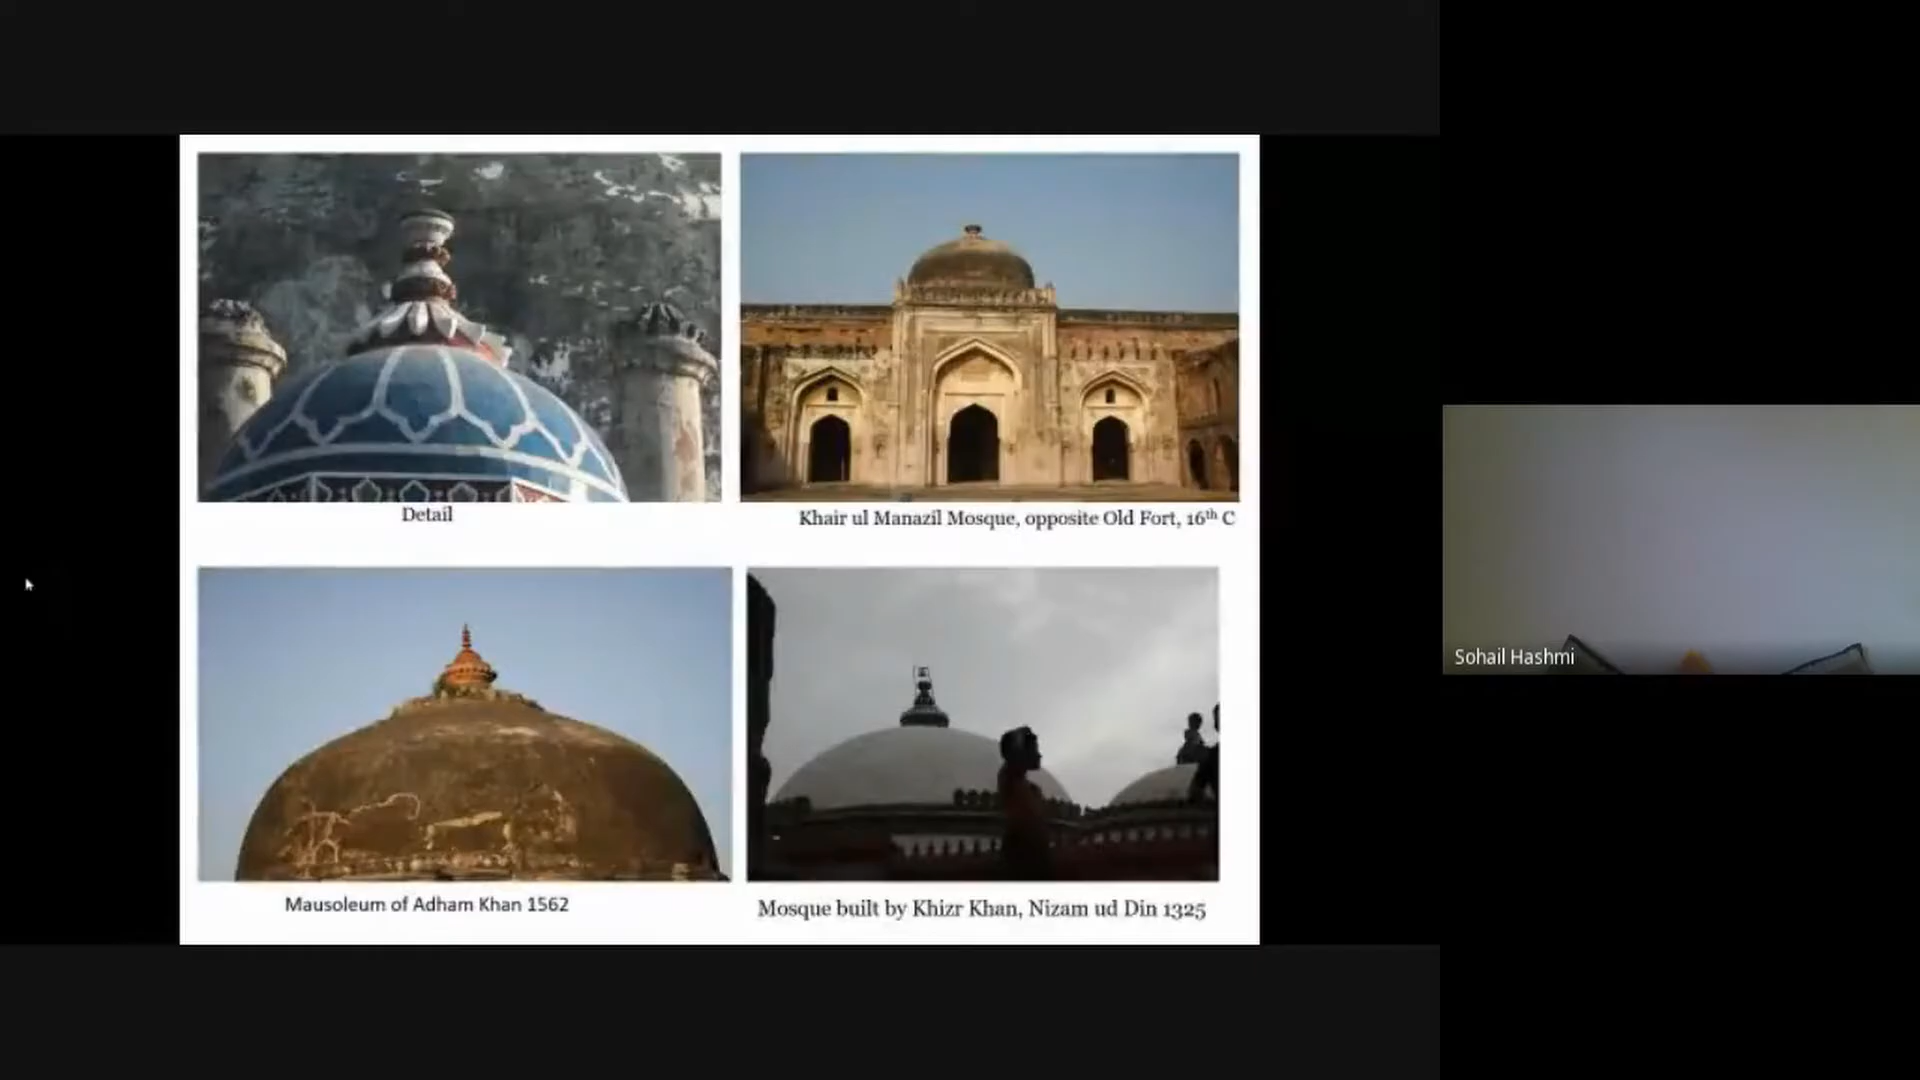 Detail
Khair ul Manazil Mosque, opposite Old Fort, 16th C
Mausoleum of Adham Khan 1562
Mosque built by Khizr Khan, Nizam ud Din 1325
Sohail Hashmi